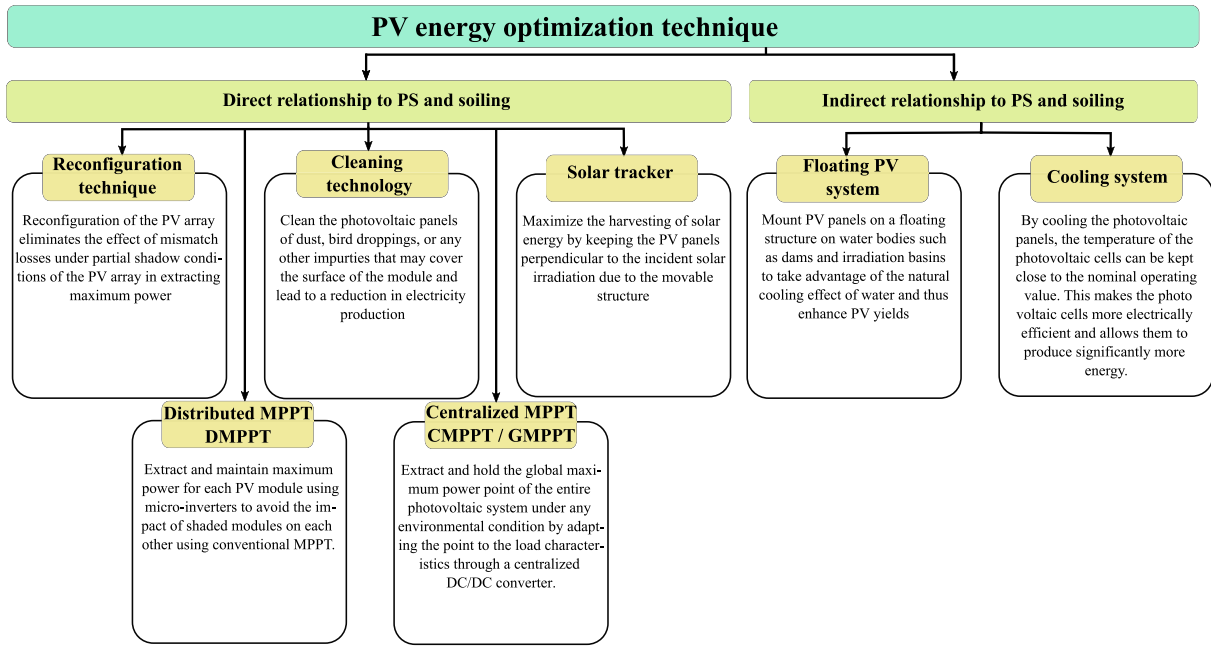 PV energy optimization technique
Direct relationship to PS and soiling
Indirect relationship to PS and soiling
Reconfiguration
technique
Reconfiguration of the PV array
eliminates the effect of mismatch
losses under partial shadow condi-
tions of the PV array in extracting
maximum power
Cleaning
technology
Clean the photovoltaic panels
of dust, bird droppings, or any
other impurties that may cover
the surface of the module and
lead to a reduction in electricity
production
Solar tracker
Maximize the harvesting of solar
energy by keeping the PV panels
perpendicular to the incident solar
irradiation due to the movable
structure
Floating PV
system
Mount PV panels on a floating
structure on water bodies such
as dams and irradiation basins
to take advantage of the natural
cooling effect of water and thus
enhance PV yields
Cooling system
By cooling the photovoltaic
panels, the temperature of the
photovoltaic cells can be kept
close to the nominal operating
value. This makes the photo
voltaic cells more electrically
efficient and allows them to
produce significantly more
energy.
Distributed MPPT
DMPPT
Extract and maintain maximum
power for each PV module using
micro-inverters to avoid the im-
pact of shaded modules on each
other using conventional MPPT.
Centralized MPPT
CMPPT / GMPPT
Extract and hold the global maxi-
mum power point of the entire
photovoltaic system under any
environmental condition by adapt-
ing the point to the load character-
istics through a centralized
DC/DC converter.